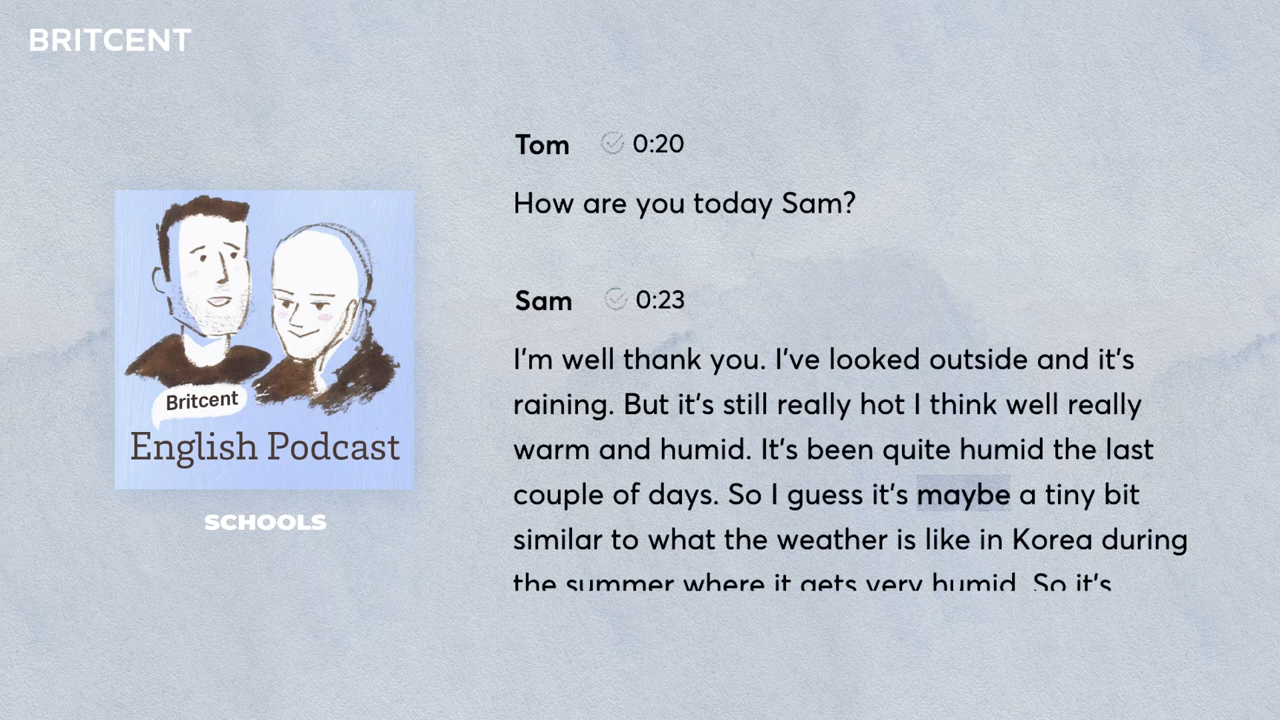 BRITCENT
Tom 0:20
How are you today Sam?
Sam 0:23
I'm well thank you. I've looked outside and it's
raining. But it's still really hot I think well really
warm and humid. It's been quite humid the last
couple of days. So I guess it's maybe a tiny bit
similar to what the weather is like in Korea during
the summer where it gets very humid. So it's
Britcent
English Podcast
SCHOOLS